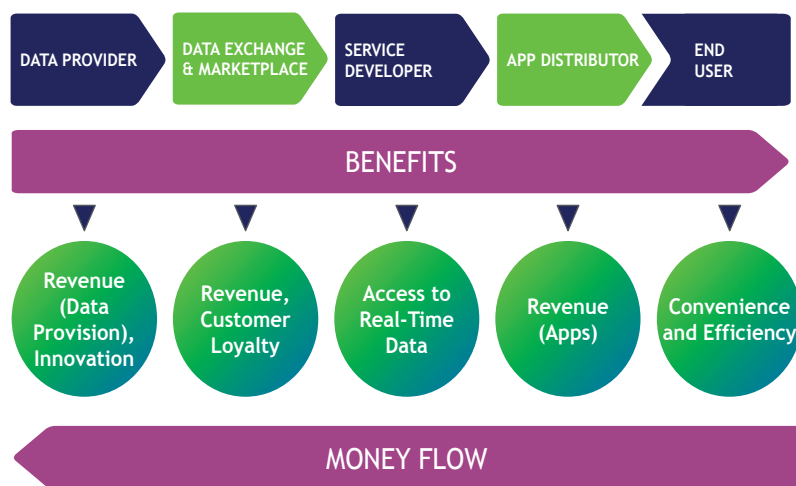 DATA PROVIDER
DATA EXCHANGE
& MARKETPLACE
SERVICE
DEVELOPER
APP DISTRIBUTOR
END
USER
BENEFITS
Revenue
(Data
Provision),
Innovation
Revenue,
Customer
Loyalty
Access to
Real-Time
Data
Revenue
(Apps)
Convenience
and Efficiency
MONEY FLOW